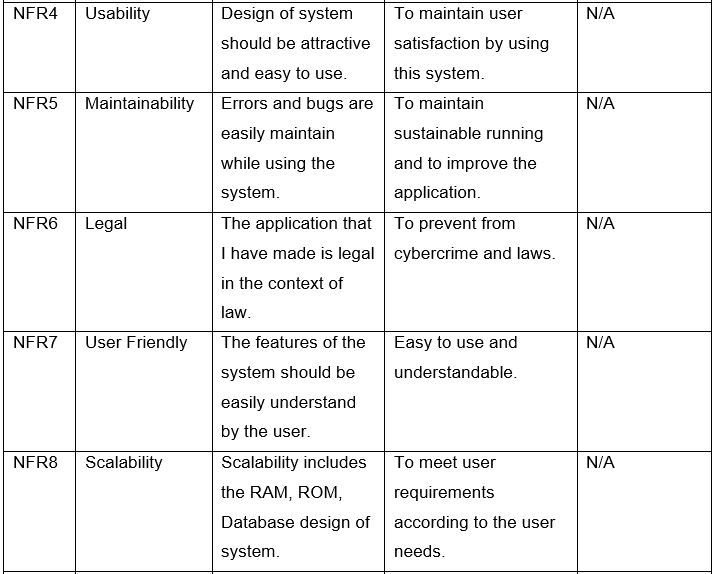 NFR4 Usability Design of system To maintain user N/A
should be attractive satisfaction by using
and easy to use. this system.
NFR5 Maintainability Errors and bugs are To maintain N/A
easily maintain sustainable running
while using the and to improve the
system. application.
NFR6 Legal The application that To prevent from N/A
I have made is legal cybercrime and laws.
in the context of
law.
NFR7 User Friendly The features of the Easy to use and N/A
system should be understandable.
easily understand
by the user.
NFR8 Scalability Scalability includes To meet user N/A
the RAM, ROM, requirements
Database design of according to the user
system. needs.